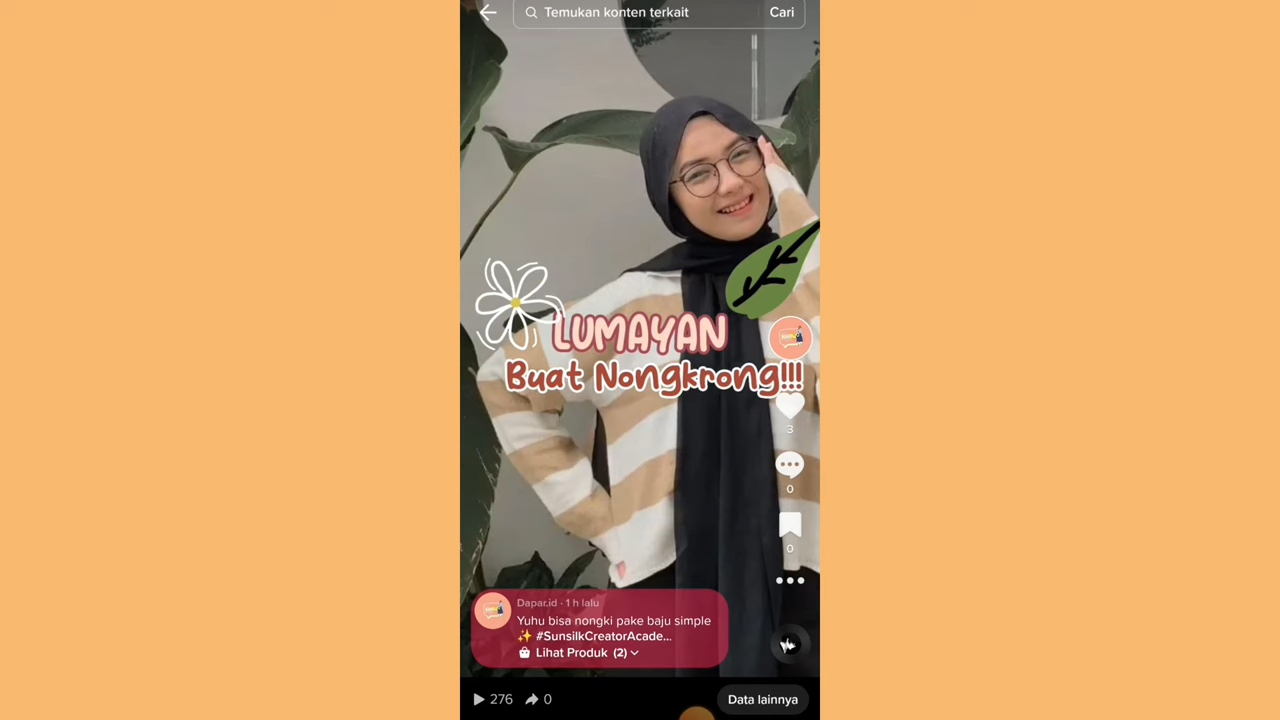 Temukan konten terkait
Cari
LUMAYAN
Buat Nongkrong!!!
3
0
0
Dapar.id · 1 h lalu
Yuhu bisa nongki pake baju simple
✨ #SunsilkCreatorAcade...
Lihat Produk (2)
276
0
Data lainnya